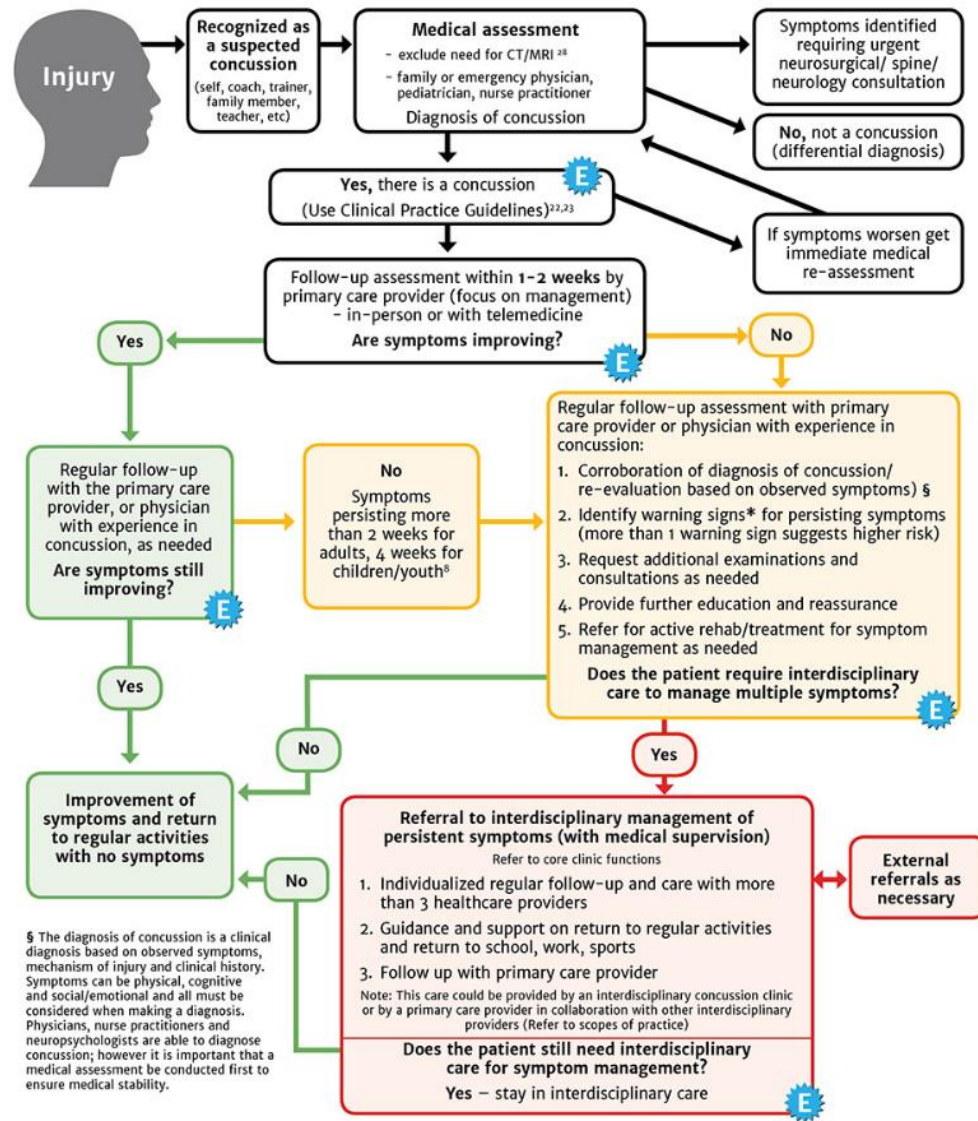 Injury
Recognized as
a suspected
concussion
(self, coach, trainer,
family member,
teacher, etc)
Medical assessment
- exclude need for CT/MRI 28
- family or emergency physician,
pediatrician, nurse practitioner
Diagnosis of concussion
Symptoms identified
requiring urgent
neurosurgical/ spine/
neurology consultation
No, not a concussion
(differential diagnosis)
E
Yes, there is a concussion
(Use Clinical Practice Guidelines)22,23
If symptoms worsen get
immediate medical
re-assessment
Follow-up assessment within 1-2 weeks by
primary care provider (focus on management)
– in-person or with telemedicine
Are symptoms improving?
E
Yes
No
Regular follow-up
with the primary care
provider, or physician
with experience in
concussion, as needed
Are symptoms still
improving?
E
No
Symptoms
persisting more
than 2 weeks for
adults, 4 weeks for
children/youth8
Regular follow-up assessment with primary
care provider or physician with experience in
concussion:
1. Corroboration of diagnosis of concussion/
re-evaluation based on observed symptoms) §
2. Identify warning signs* for persisting symptoms
(more than 1 warning sign suggests higher risk)
3. Request additional examinations and
consultations as needed
4. Provide further education and reassurance
5. Refer for active rehab/treatment for symptom
management as needed
Does the patient require interdisciplinary
care to manage multiple symptoms?
E
Yes
No
Yes
Improvement of
symptoms and return
to regular activities
with no symptoms
No
Referral to interdisciplinary management of
persistent symptoms (with medical supervision)
Refer to core clinic functions
1. Individualized regular follow-up and care with more
than 3 healthcare providers
2. Guidance and support on return to regular activities
and return to school, work, sports
3. Follow up with primary care provider
Note: This care could be provided by an interdisciplinary concussion clinic
or by a primary care provider in collaboration with other interdisciplinary
providers (Refer to scopes of practice)
Does the patient still need interdisciplinary
care for symptom management?
Yes – stay in interdisciplinary care
E
External
referrals as
necessary
§ The diagnosis of concussion is a clinical
diagnosis based on observed symptoms,
mechanism of injury and clinical history.
Symptoms can be physical, cognitive
and social/emotional and all must be
considered when making a diagnosis.
Physicians, nurse practitioners and
neuropsychologists are able to diagnose
concussion; however it is important that a
medical assessment be conducted first to
ensure medical stability.